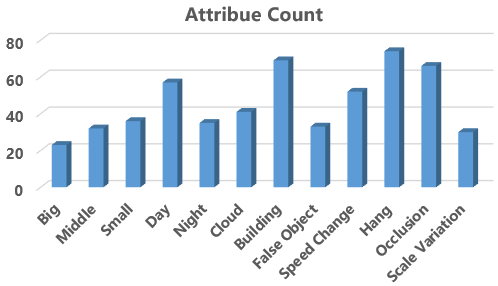 Attribue Count
80
60
40
20
0
Big
Middle
Small
Day
Night
Cloud
Building
False Object
Speed Change
Hang
Occlusion
Scale Variation